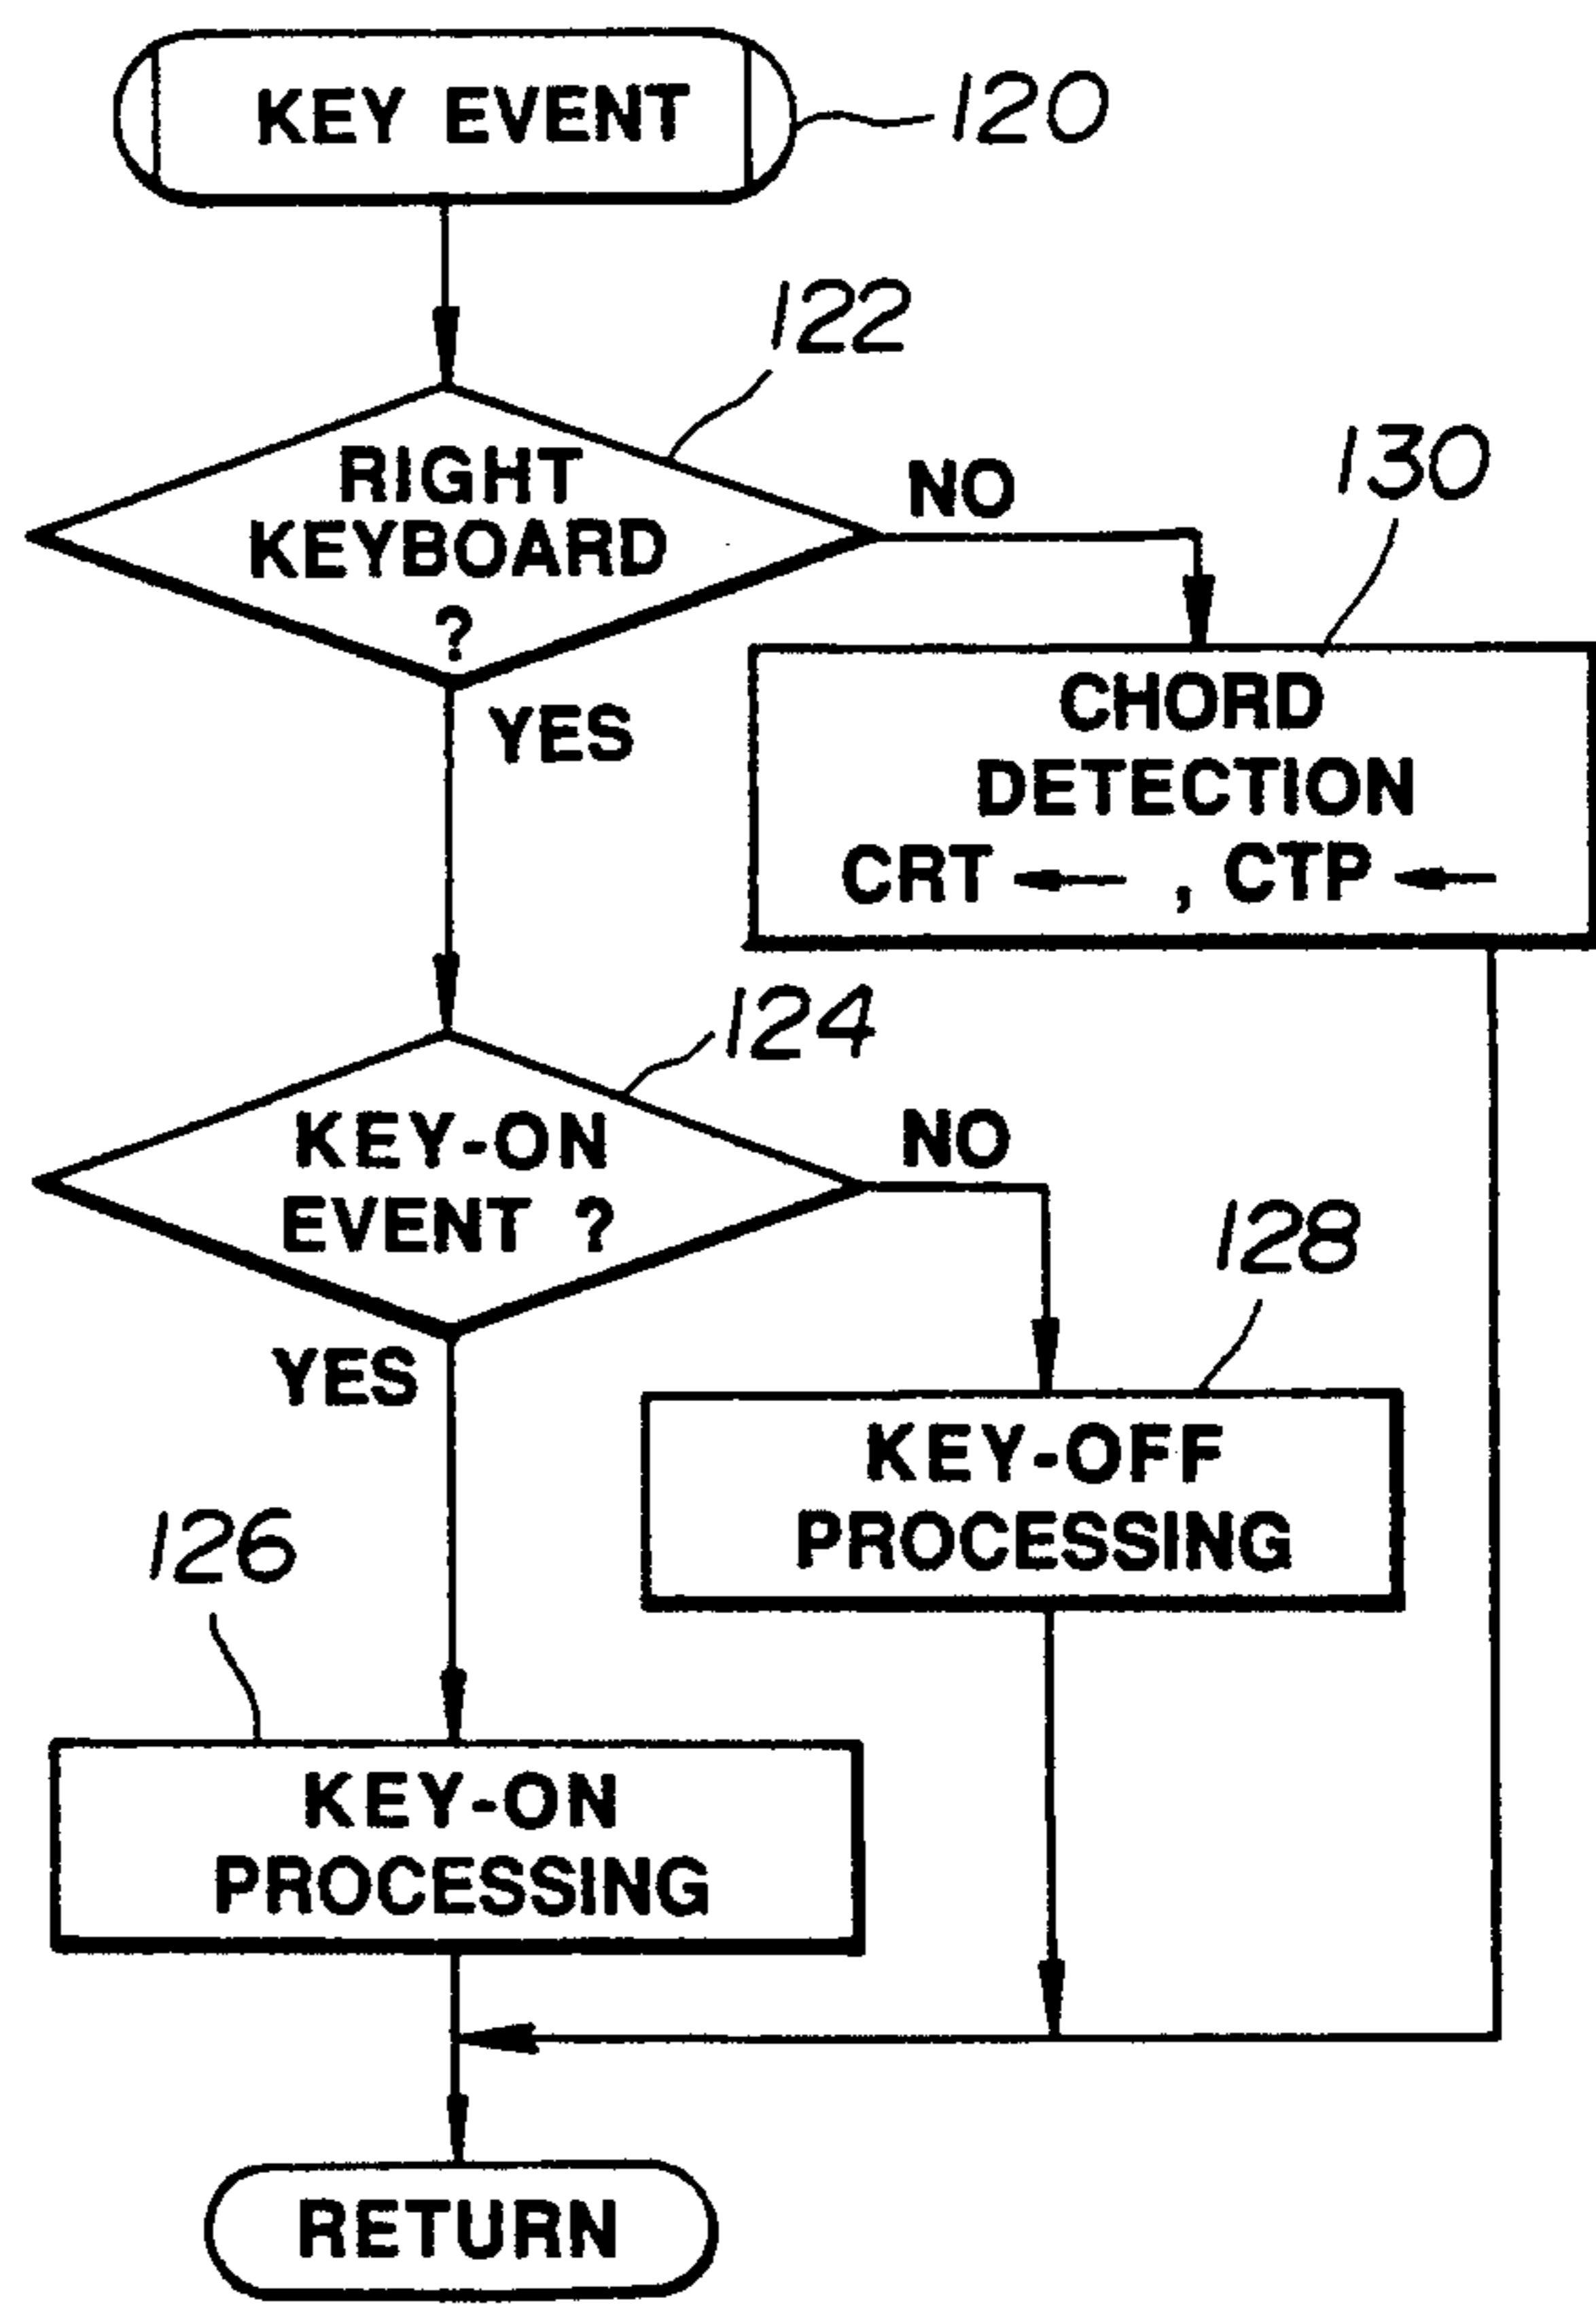 KEY EVENT
120
122
RIGHT
KEYBOARD
?
NO
YES
130
CHORD
DETECTION
CRT ← , CTP ←
124
KEY-ON
EVENT ?
NO
YES
128
KEY-OFF
PROCESSING
126
KEY-ON
PROCESSING
RETURN